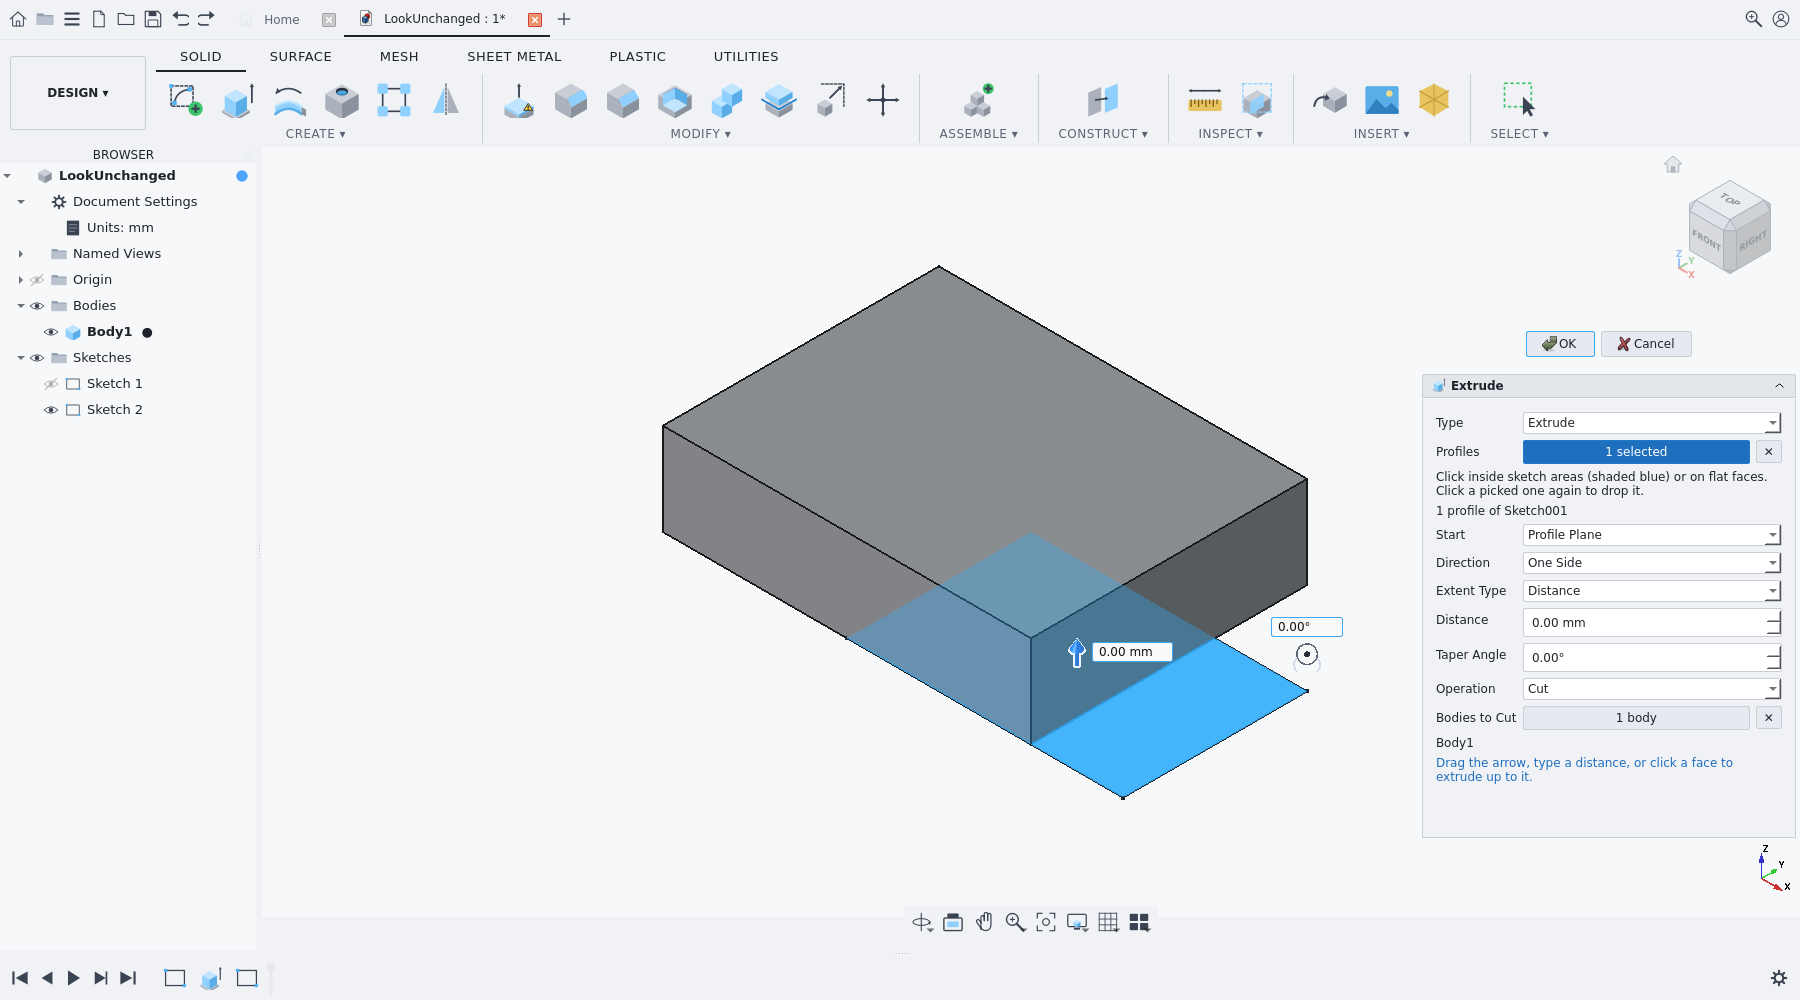 Home
LookUnchanged : 1*
DESIGN ▾
SOLID
SURFACE
MESH
SHEET METAL
PLASTIC
UTILITIES
CREATE ▾
MODIFY ▾
ASSEMBLE ▾
CONSTRUCT ▾
INSPECT ▾
INSERT ▾
SELECT ▾
BROWSER
LookUnchanged
Document Settings
Units: mm
Named Views
Origin
Bodies
Body1
Sketches
Sketch 1
Sketch 2
TOP
FRONT
RIGHT
Z
Y
X
OK
Cancel
Extrude
Type
Extrude
Profiles
1 selected
Click inside sketch areas (shaded blue) or on flat faces.
Click a picked one again to drop it.
1 profile of Sketch001
Start
Profile Plane
Direction
One Side
Extent Type
Distance
Distance
0.00 mm
Taper Angle
0.00°
Operation
Cut
Bodies to Cut
1 body
Body1
Drag the arrow, type a distance, or click a face to
extrude up to it.
0.00°
0.00 mm
Z
Y
X